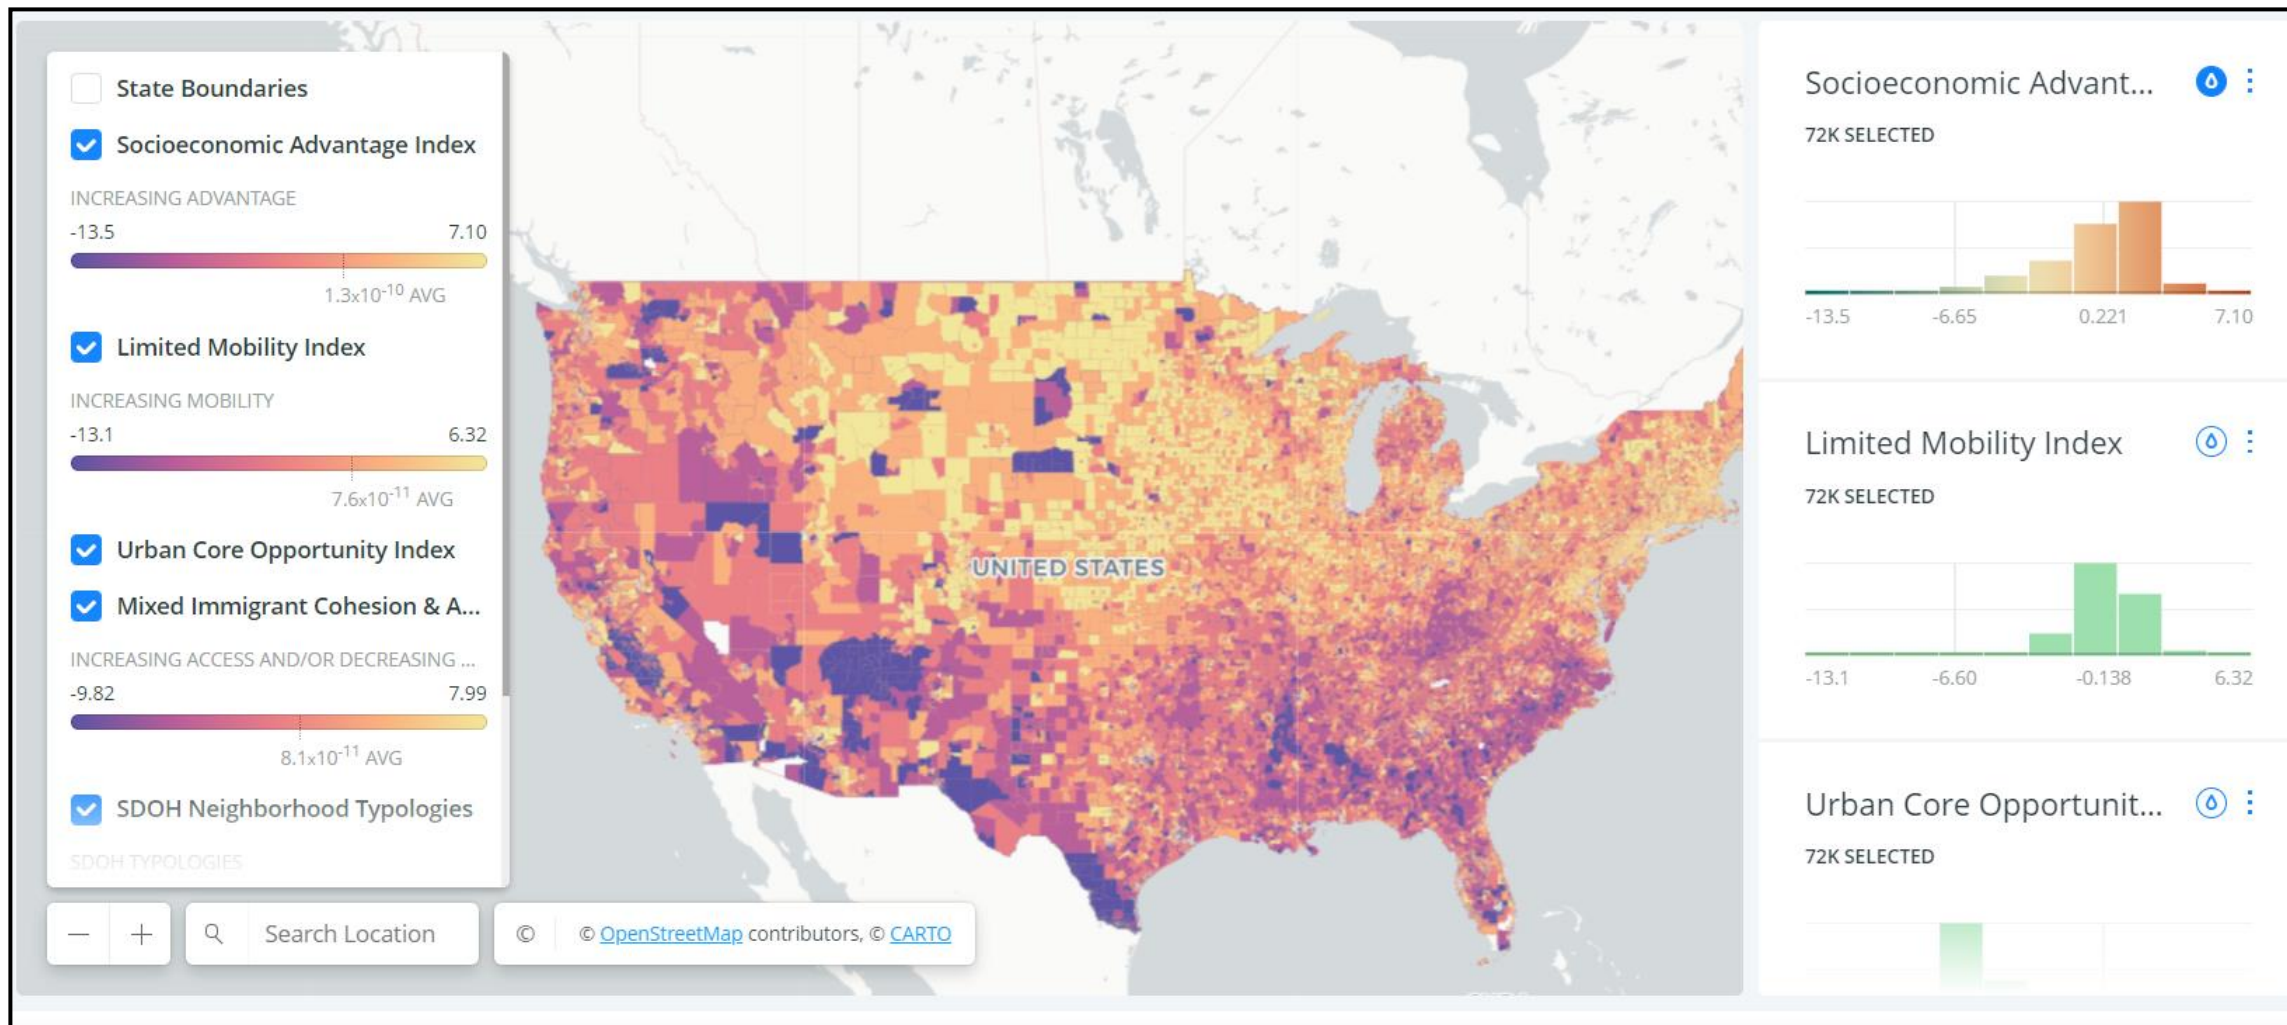 State Boundaries
Socioeconomic Advantage Index
INCREASING ADVANTAGE
-13.5 7.10
1.3x10⁻¹⁰ AVG
Limited Mobility Index
INCREASING MOBILITY
-13.1 6.32
7.6x10⁻¹¹ AVG
Urban Core Opportunity Index
Mixed Immigrant Cohesion & A...
INCREASING ACCESS AND/OR DECREASING ...
-9.82 7.99
8.1x10⁻¹¹ AVG
SDOH Neighborhood Typologies
SDOH TYPOLOGIES
Search Location
© © OpenStreetMap contributors, © CARTO
UNITED STATES
Socioeconomic Advant...
72K SELECTED
-13.5 -6.65 0.221 7.10
Limited Mobility Index
72K SELECTED
-13.1 -6.60 -0.138 6.32
Urban Core Opportunit...
72K SELECTED